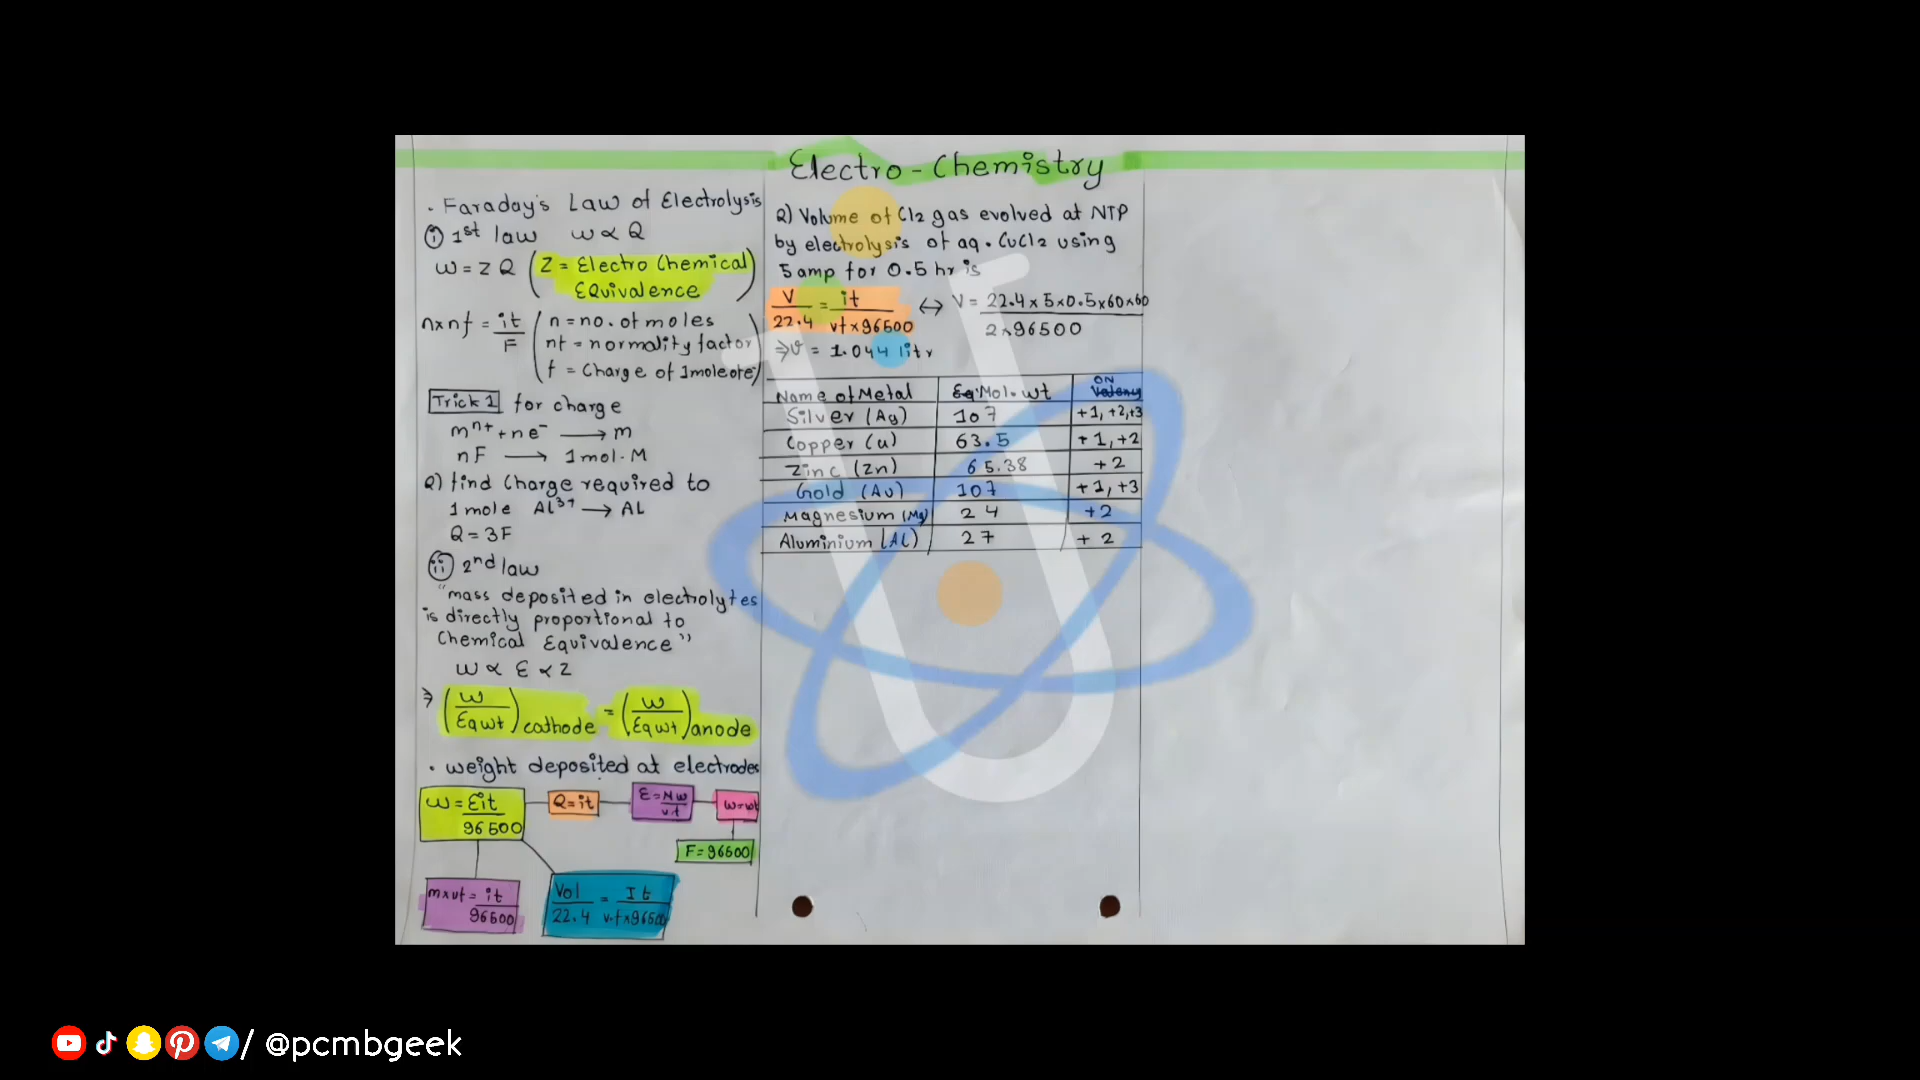 Electro - Chemistry
. Faraday's Law of Electrolysis
(i) 1st law w ∝ Q
w = Z Q (Z = Electro Chemical
EQuivalence)
n×nf = it/F (n = no. of moles
nf = normality factor
f = Charge of 1mole of e-)
Trick 1 for charge
m^n+ + ne^- ⟶ m
nF ⟶ 1 mol. M
Q) find Charge required to
1 mole Al^3+ ⟶ AL
Q = 3F
(ii) 2nd law
"mass deposited in electrolytes
is directly proportional to
Chemical Equivalence"
W ∝ E ∝ Z
⇒ (W/Eqwt)cathode = (W/Eqwt)anode
. weight deposited at electrodes
w = Eit/96500 Q=it E=Mw/vf W=wt
F=96500
m×vf = it/96500 Vol/22.4 = It/v.f×96500
Q) Volume of Cl2 gas evolved at NTP
by electrolysis of aq. CuCl2 using
5 amp for 0.5 hr is
V/22.4 = it/vf×96500 ↔ V = 22.4×5×0.5×60×60/2×96500
⇒ V = 1.044 litr
Name of Metal Mol. wt ON
Silver (Ag) 107 +1, +2, +3
Copper (u) 63.5 +1, +2
Zinc (Zn) 65.38 +2
Gold (Au) 107 +1, +3
Magnesium (Mg) 24 +2
Aluminium (AL) 27 + 2
/ @pcmbgeek